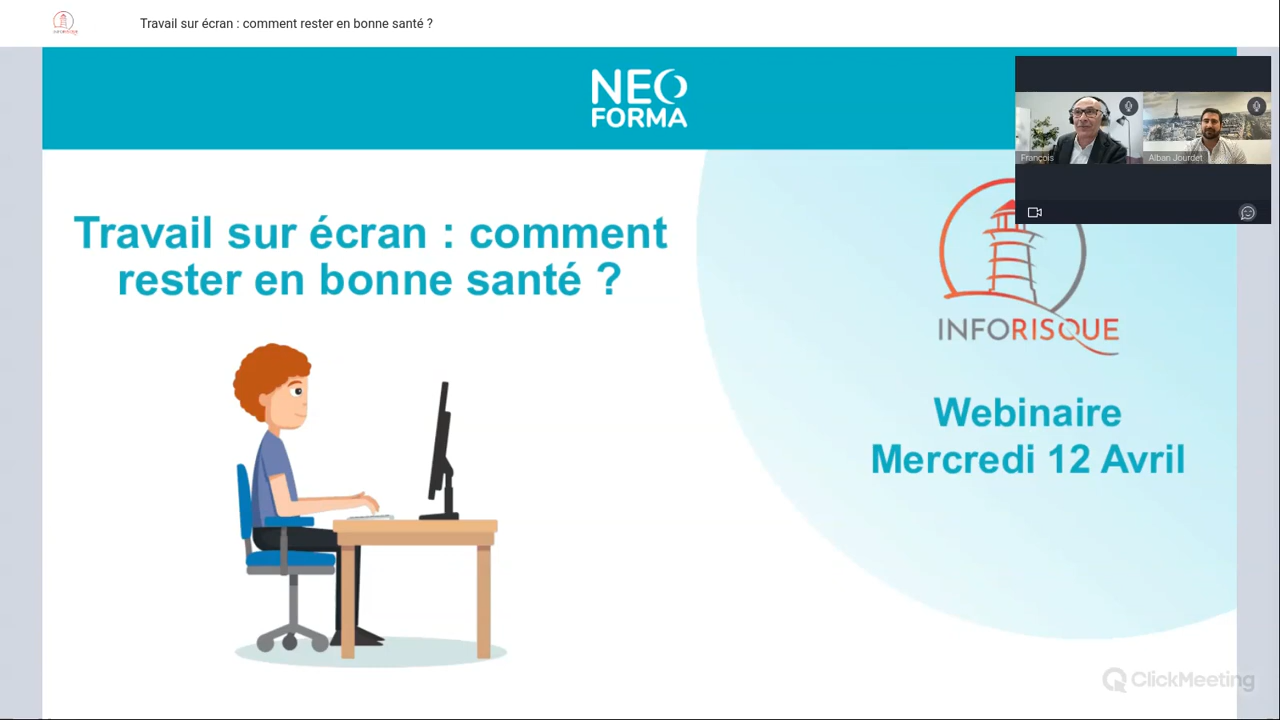 INFORISQUE
Travail sur écran : comment rester en bonne santé ?
NEO
FORMA
François
Alban Jourdet
Travail sur écran : comment
rester en bonne santé ?
INFORISQUE
Webinaire
Mercredi 12 Avril
ClickMeeting